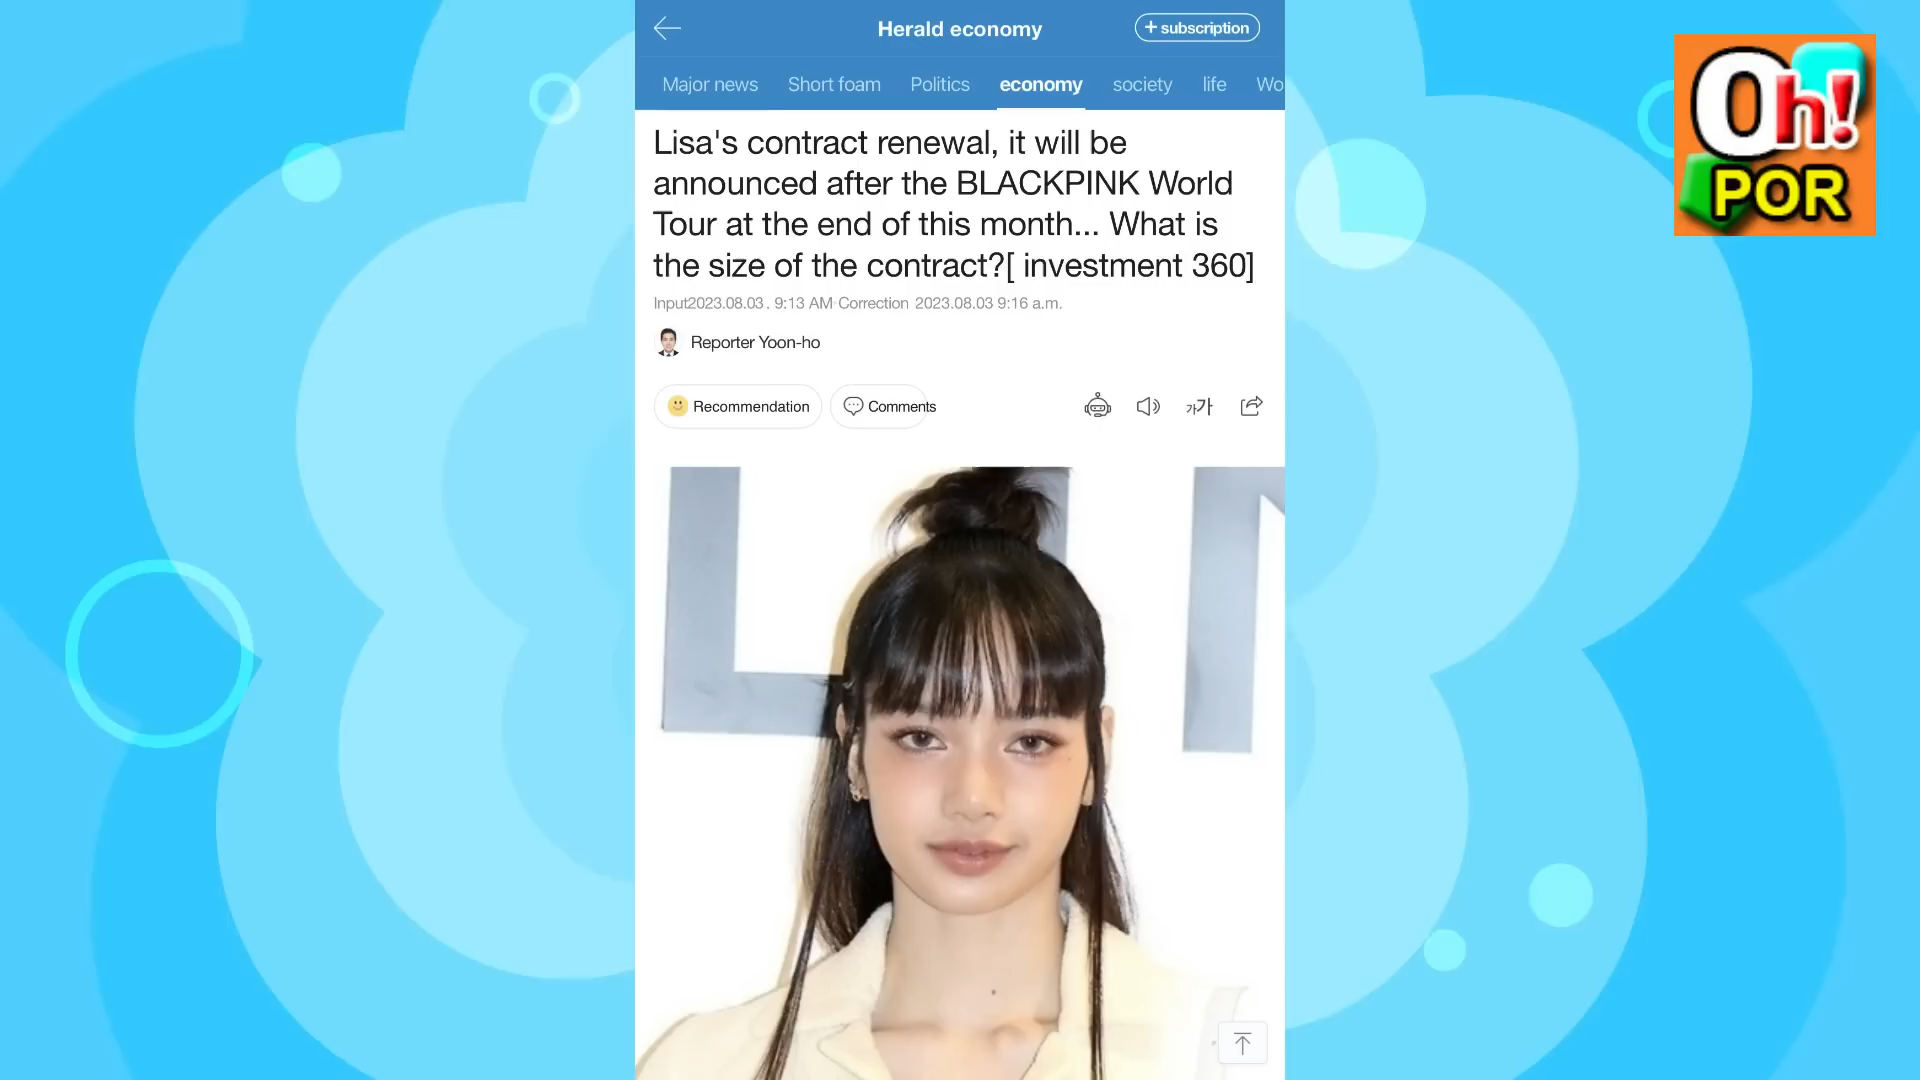 Herald economy
+ subscription
Major news Short foam Politics economy society life Wo
Lisa's contract renewal, it will be
announced after the BLACKPINK World
Tour at the end of this month... What is
the size of the contract?[ investment 360]
Input2023.08.03. 9:13 AM·Correction 2023.08.03 9:16 a.m.
Reporter Yoon-ho
Recommendation Comments 가가
Oh!
POR